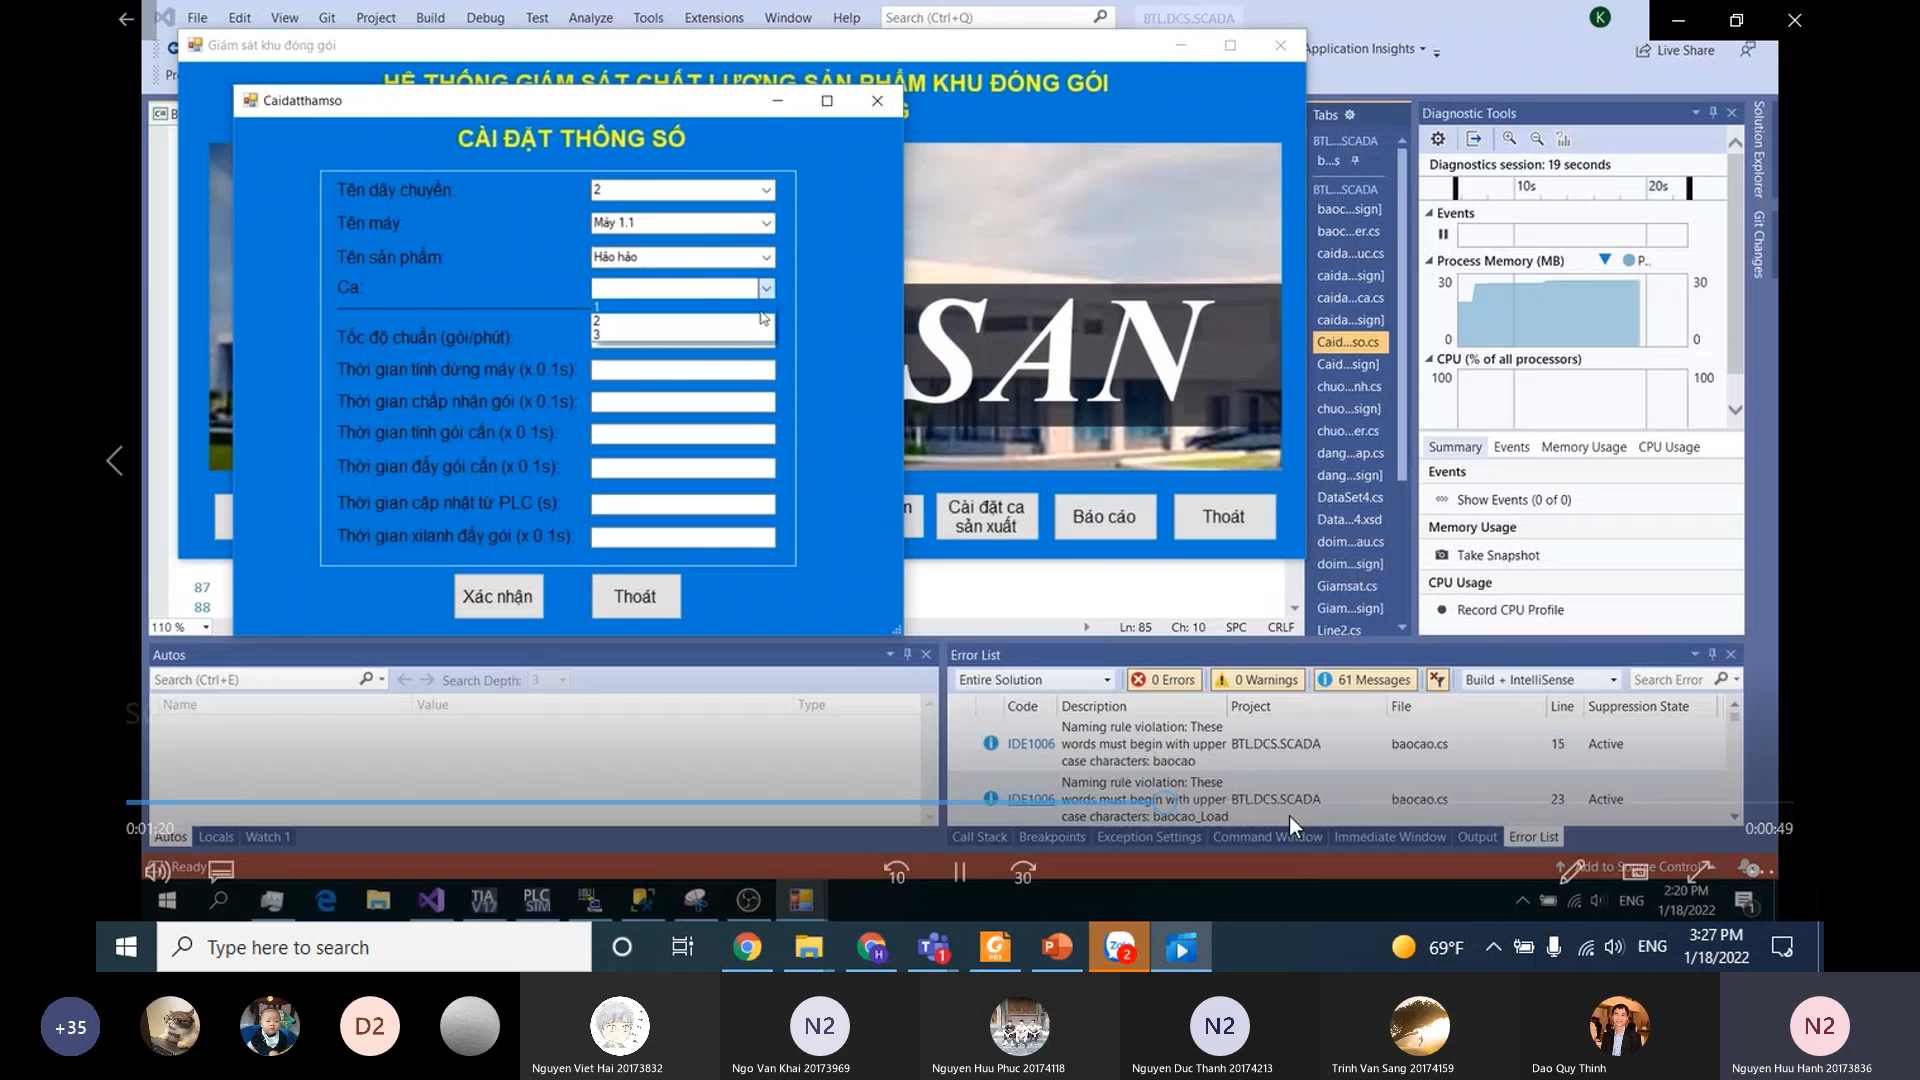 File Edit View Git Project Build Debug Test Analyze Tools Extensions Window Help Search (Ctrl+Q) BTL.DCS.SCADA K
Giám sát khu đóng gói
Application Insights
Live Share
HỆ THỐNG GIÁM SÁT CHẤT LƯỢNG SẢN PHẨM KHU ĐÓNG GÓI
Caidatthamso
CÀI ĐẶT THÔNG SỐ
Tên dây chuyền: 2
Tên máy Máy 1.1
Tên sản phẩm: Hảo hảo
Ca:
1
2
3
Tốc độ chuẩn (gói/phút):
Thời gian tính dừng máy (x 0.1s):
Thời gian chấp nhận gói (x 0.1s):
Thời gian tính gói cắn (x 0.1s):
Thời gian đẩy gói cắn (x 0.1s):
Thời gian cập nhật từ PLC (s):
Thời gian xilanh đẩy gói (x 0.1s):
Xác nhận Thoát
SAN
Cài đặt ca
sản xuất
Báo cáo
Thoát
87
88
110 %
Ln: 85 Ch: 10 SPC CRLF
Tabs
BTL...SCADA
b...s
BTL...SCADA
baoc...sign]
baoc...er.cs
caida...uc.cs
caida...sign]
caida...ca.cs
caida...sign]
Caid...so.cs
Caid...sign]
chuo...nh.cs
chuo...sign]
chuo...er.cs
dang...ap.cs
dang...sign]
DataSet4.cs
Data...4.xsd
doim...au.cs
doim...sign]
Giamsat.cs
Giam...sign]
Line2.cs
Diagnostic Tools
Diagnostics session: 19 seconds
10s 20s
Events
Process Memory (MB) P..
30 30
0 0
CPU (% of all processors)
100 100
Summary Events Memory Usage CPU Usage
Events
Show Events (0 of 0)
Memory Usage
Take Snapshot
CPU Usage
Record CPU Profile
Solution Explorer
Git Changes
Autos
Search (Ctrl+E) Search Depth: 3
Name Value Type
Error List
Entire Solution 0 Errors 0 Warnings 61 Messages Build + IntelliSense Search Error
Code Description Project File Line Suppression State
IDE1006 Naming rule violation: These words must begin with upper case characters: baocao BTL.DCS.SCADA baocao.cs 15 Active
IDE1006 Naming rule violation: These words must begin with upper case characters: baocao_Load BTL.DCS.SCADA baocao.cs 23 Active
0:01:20
0:00:49
Autos Locals Watch 1
Call Stack Breakpoints Exception Settings Command Window Immediate Window Output Error List
Ready
Add to Source Control
10
30
TIA
V17
PLC
SIM
ENG
2:20 PM
1/18/2022
1
Type here to search
H
1
2
69°F
ENG
3:27 PM
1/18/2022
+35
D2
N2
N2
N2
Nguyen Viet Hai 20173832
Ngo Van Khai 20173969
Nguyen Huu Phuc 20174118
Nguyen Duc Thanh 20174213
Trinh Van Sang 20174159
Dao Quy Thinh
Nguyen Huu Hanh 20173836